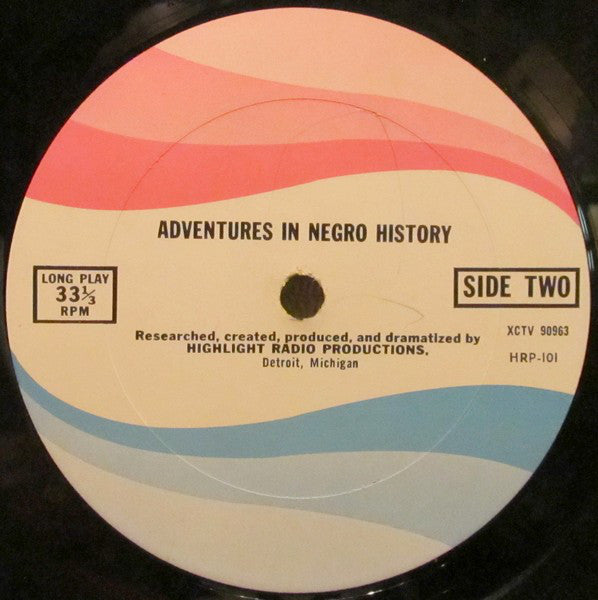 ADVENTURES IN NEGRO HISTORY
LONG PLAY
33⅓
RPM
SIDE TWO
Researched, created, produced, and dramatized by
HIGHLIGHT RADIO PRODUCTIONS.
Detroit, Michigan
XCTV 90963
HRP-101